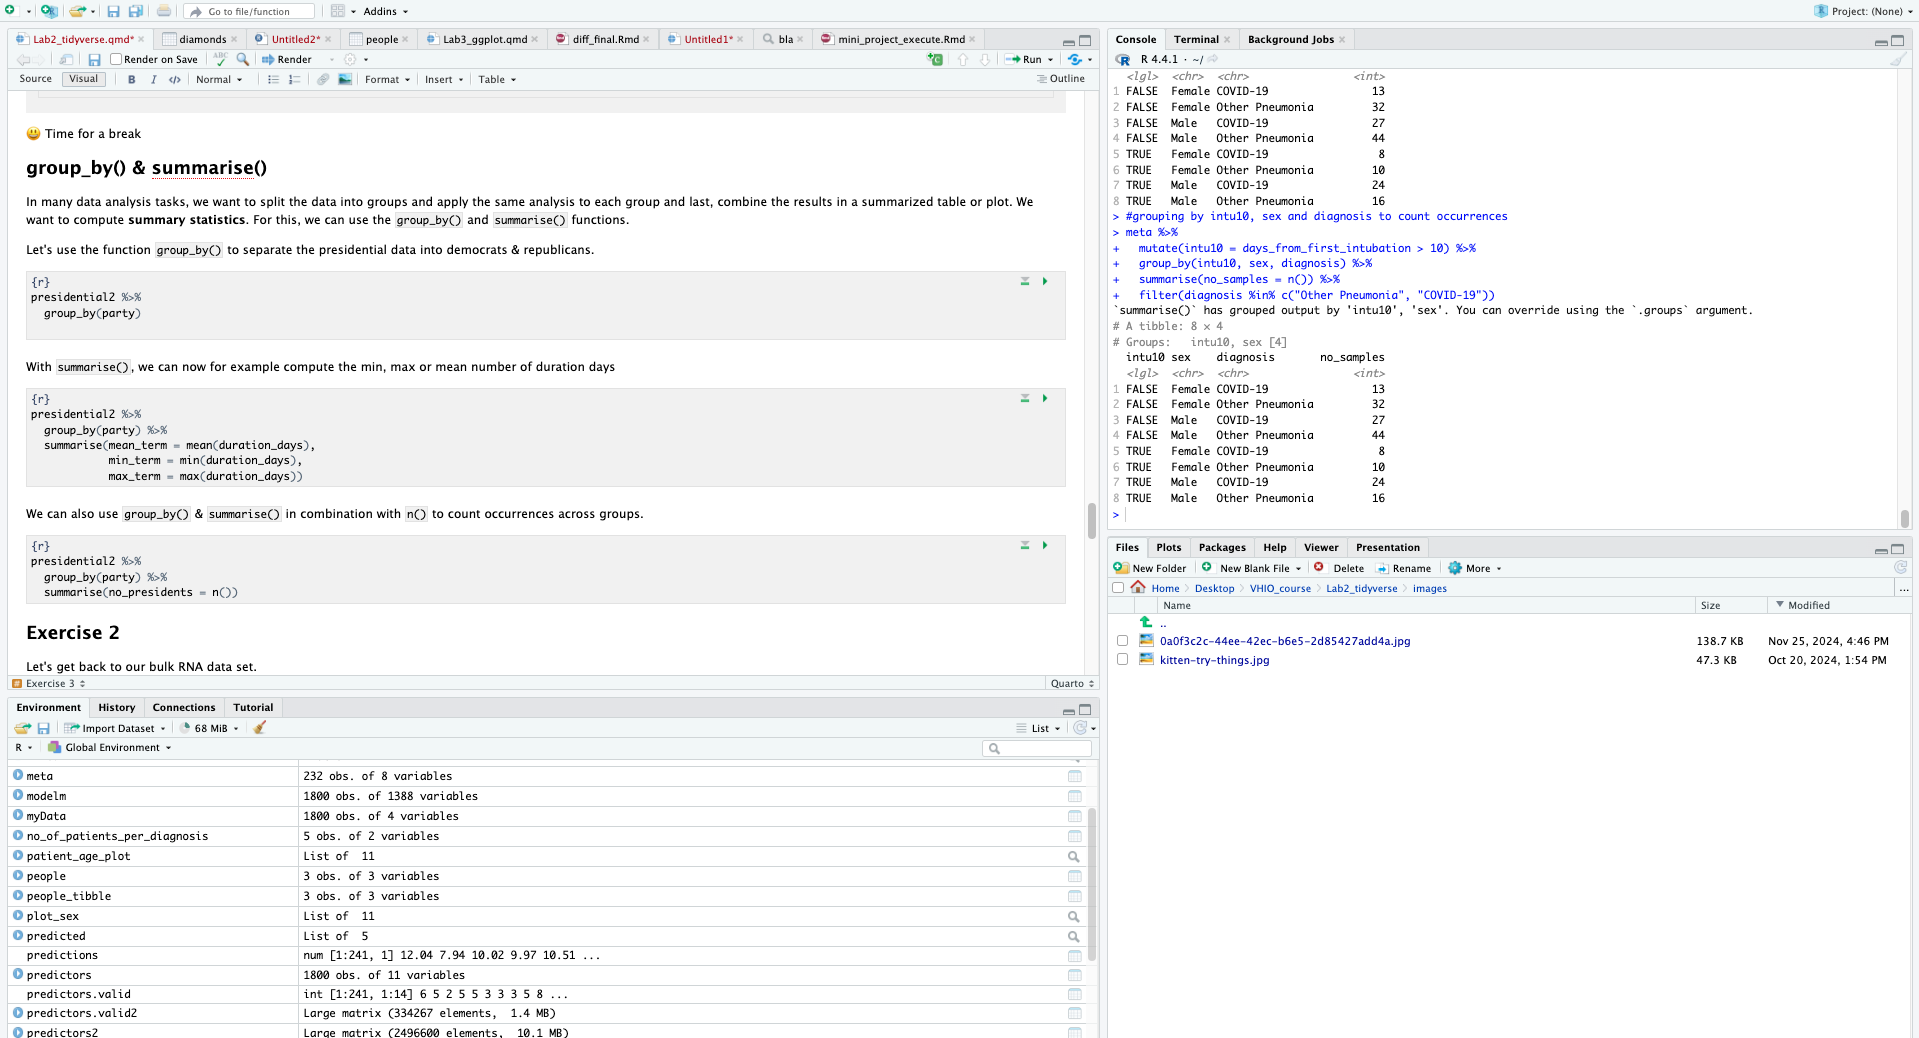 Go to file/function
Addins
Project: (None)
Lab2_tidyverse.qmd*
diamonds
Untitled2*
people
Lab3_ggplot.qmd
diff_final.Rmd
Untitled1*
bla
mini_project_execute.Rmd
Render on Save
ABC
Render
Run
Source
Visual
B
I
</>
Normal
Format
Insert
Table
Outline
😃 Time for a break
group_by() & summarise()
In many data analysis tasks, we want to split the data into groups and apply the same analysis to each group and last, combine the results in a summarized table or plot. We
want to compute summary statistics. For this, we can use the group_by() and summarise() functions.
Let's use the function group_by() to separate the presidential data into democrats & republicans.
{r}
presidential2 %>%
  group_by(party)
With summarise(), we can now for example compute the min, max or mean number of duration days
{r}
presidential2 %>%
  group_by(party) %>%
  summarise(mean_term = mean(duration_days),
            min_term = min(duration_days),
            max_term = max(duration_days))
We can also use group_by() & summarise() in combination with n() to count occurrences across groups.
{r}
presidential2 %>%
  group_by(party) %>%
  summarise(no_presidents = n())
Exercise 2
Let's get back to our bulk RNA data set.
Exercise 3
Quarto
Environment
History
Connections
Tutorial
Import Dataset
68 MiB
List
R
Global Environment
meta 232 obs. of 8 variables
modelm 1800 obs. of 1388 variables
myData 1800 obs. of 4 variables
no_of_patients_per_diagnosis 5 obs. of 2 variables
patient_age_plot List of  11
people 3 obs. of 3 variables
people_tibble 3 obs. of 3 variables
plot_sex List of  11
predicted List of  5
predictions num [1:241, 1] 12.04 7.94 10.02 9.97 10.51 ...
predictors 1800 obs. of 11 variables
predictors.valid int [1:241, 1:14] 6 5 2 5 5 3 3 3 5 8 ...
predictors.valid2 Large matrix (334267 elements,  1.4 MB)
predictors2 Large matrix (2496600 elements,  10.1 MB)
Console
Terminal
Background Jobs
R 4.4.1 · ~/
  <lgl> <chr> <chr> <int>
1 FALSE Female COVID-19 13
2 FALSE Female Other Pneumonia 32
3 FALSE Male COVID-19 27
4 FALSE Male Other Pneumonia 44
5 TRUE Female COVID-19 8
6 TRUE Female Other Pneumonia 10
7 TRUE Male COVID-19 24
8 TRUE Male Other Pneumonia 16
> #grouping by intu10, sex and diagnosis to count occurrences
> meta %>%
+   mutate(intu10 = days_from_first_intubation > 10) %>%
+   group_by(intu10, sex, diagnosis) %>%
+   summarise(no_samples = n()) %>%
+   filter(diagnosis %in% c("Other Pneumonia", "COVID-19"))
`summarise()` has grouped output by 'intu10', 'sex'. You can override using the `.groups` argument.
# A tibble: 8 × 4
# Groups:   intu10, sex [4]
  intu10 sex diagnosis no_samples
  <lgl> <chr> <chr> <int>
1 FALSE Female COVID-19 13
2 FALSE Female Other Pneumonia 32
3 FALSE Male COVID-19 27
4 FALSE Male Other Pneumonia 44
5 TRUE Female COVID-19 8
6 TRUE Female Other Pneumonia 10
7 TRUE Male COVID-19 24
8 TRUE Male Other Pneumonia 16
>
Files
Plots
Packages
Help
Viewer
Presentation
New Folder
New Blank File
Delete
Rename
More
Home
Desktop
VHIO_course
Lab2_tidyverse
images
...
Name Size Modified
..
0a0f3c2c-44ee-42ec-b6e5-2d85427add4a.jpg 138.7 KB Nov 25, 2024, 4:46 PM
kitten-try-things.jpg 47.3 KB Oct 20, 2024, 1:54 PM